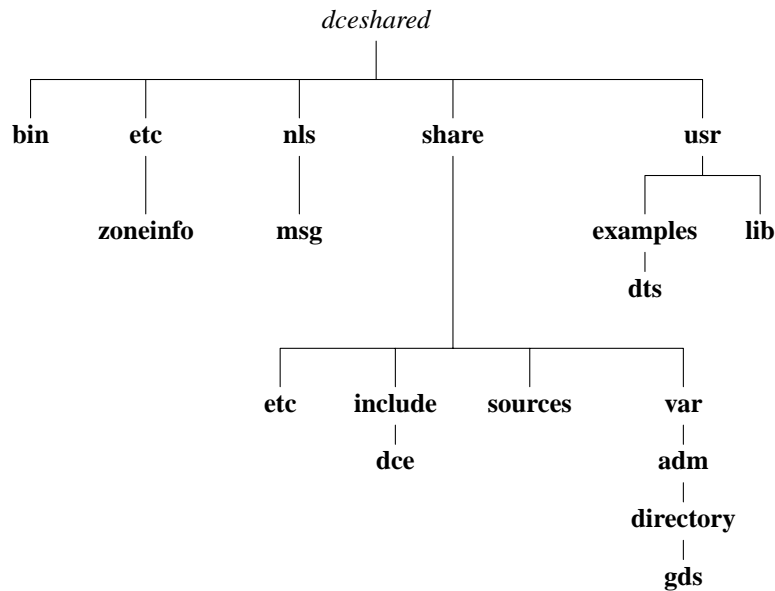 dceshared
bin etc nls share usr
zoneinfo msg examples lib
dts
etc include sources var
dce adm
directory
gds